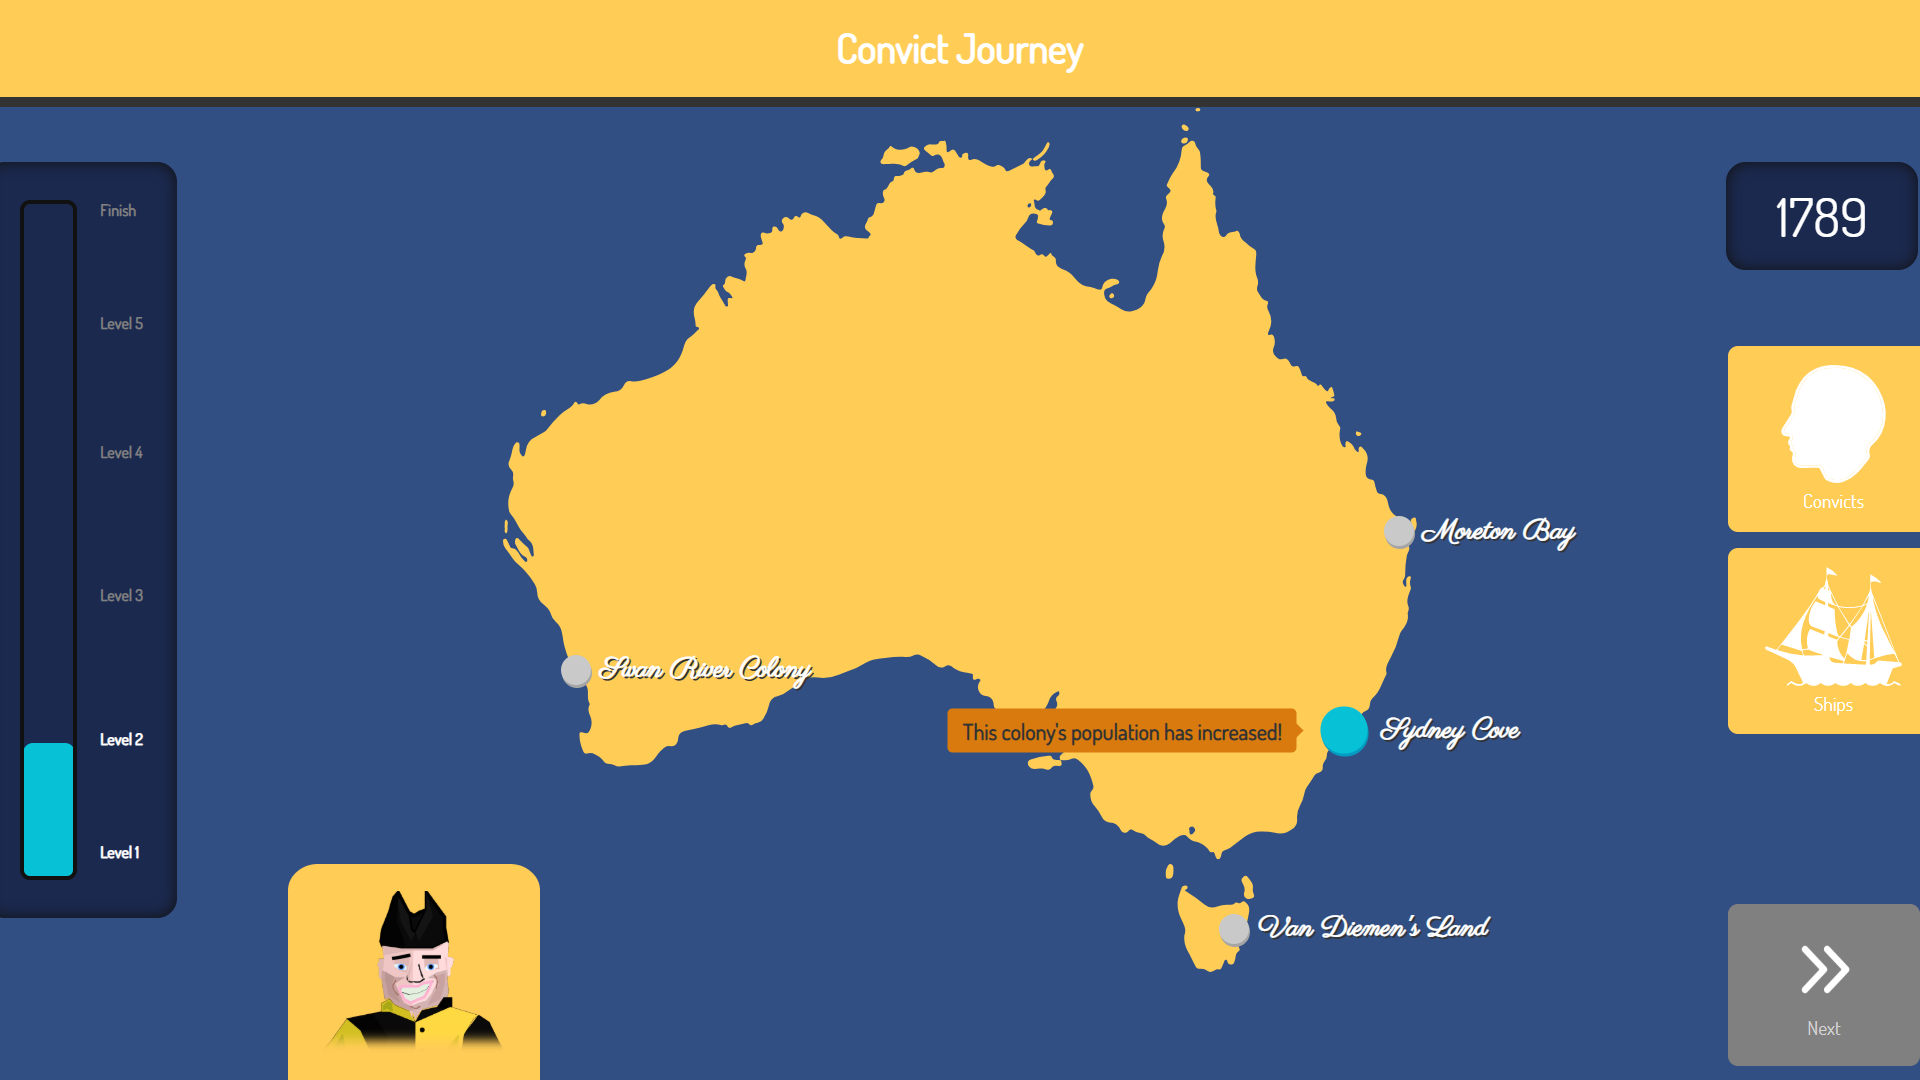 Convict Journey
1789
Finish
Level 5
Level 4
Level 3
Level 2
Level 1
Moreton Bay
Swan River Colony
This colony's population has increased!
Sydney Cove
Van Diemen's Land
Convicts
Ships
Next